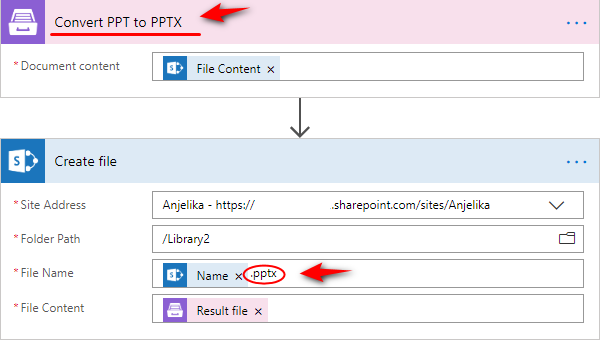 Convert PPT to PPTX
...
* Document content
File Content ×
Create file
...
* Site Address
Anjelika - https:// .sharepoint.com/sites/Anjelika
* Folder Path
/Library2
* File Name
Name × .pptx
* File Content
Result file ×